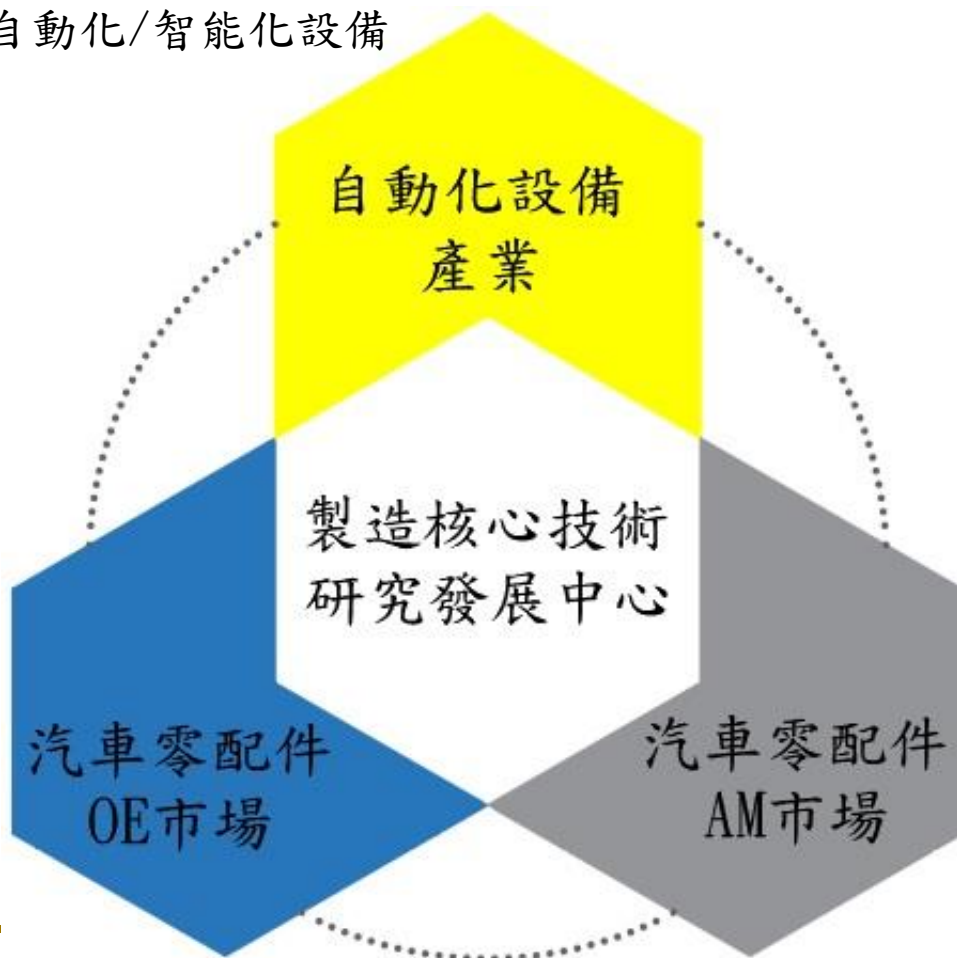 自動化/智能化設備
自動化設備
產業
製造核心技術
研究發展中心
汽車零配件
OE市場
汽車零配件
AM市場